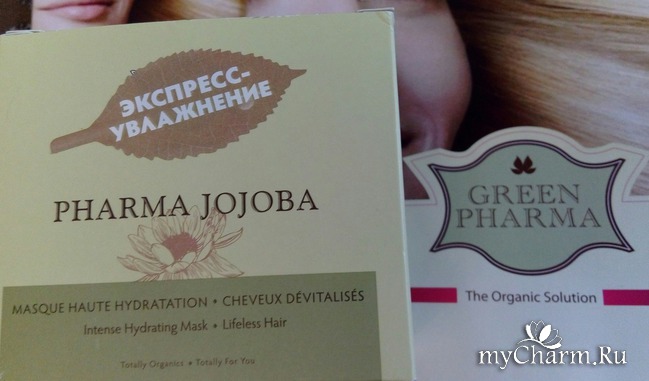 ЭКСПРЕСС-
УВЛАЖНЕНИЕ
PHARMA JOJOBA
MASQUE HAUTE HYDRATATION • CHEVEUX DÉVITALISÉS
Intense Hydrating Mask • Lifeless Hair
Totally Organics • Totally For You
GREEN
PHARMA
The Organic Solution
myCharm.Ru